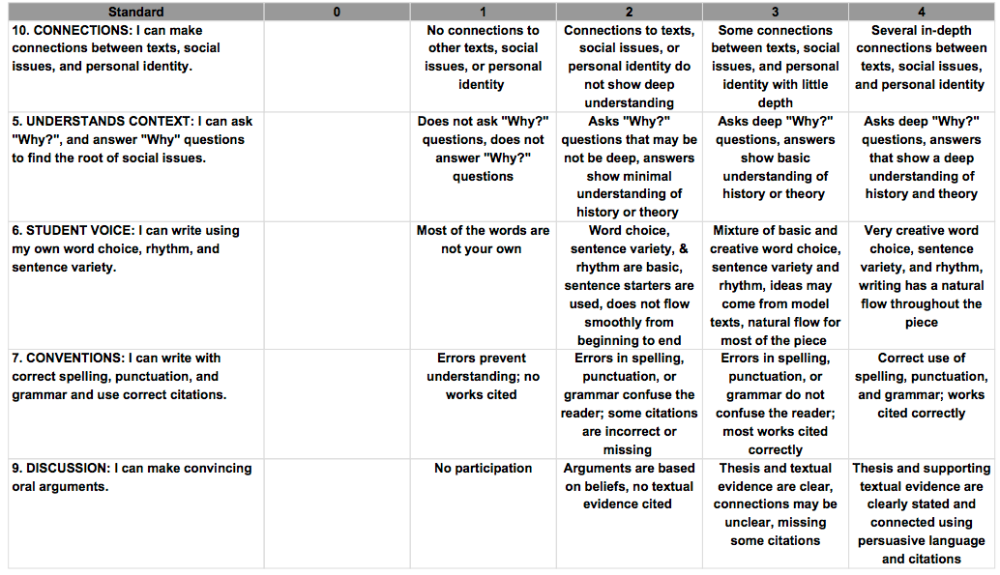 Standard 0 1 2 3 4
10. CONNECTIONS: I can make
connections between texts, social
issues, and personal identity.
No connections to
other texts, social
issues, or personal
identity
Connections to texts,
social issues, or
personal identity do
not show deep
understanding
Some connections
between texts, social
issues, and personal
identity with little
depth
Several in-depth
connections between
texts, social issues,
and personal identity
5. UNDERSTANDS CONTEXT: I can ask
"Why?", and answer "Why" questions
to find the root of social issues.
Does not ask "Why?"
questions, does not
answer "Why?"
questions
Asks "Why?"
questions that may be
not be deep, answers
show minimal
understanding of
history or theory
Asks deep "Why?"
questions, answers
show basic
understanding of
history or theory
Asks deep "Why?"
questions, answers
that show a deep
understanding of
history and theory
6. STUDENT VOICE: I can write using
my own word choice, rhythm, and
sentence variety.
Most of the words are
not your own
Word choice,
sentence variety, &
rhythm are basic,
sentence starters are
used, does not flow
smoothly from
beginning to end
Mixture of basic and
creative word choice,
sentence variety and
rhythm, ideas may
come from model
texts, natural flow for
most of the piece
Very creative word
choice, sentence
variety, and rhythm,
writing has a natural
flow throughout the
piece
7. CONVENTIONS: I can write with
correct spelling, punctuation, and
grammar and use correct citations.
Errors prevent
understanding; no
works cited
Errors in spelling,
punctuation, or
grammar confuse the
reader; some citations
are incorrect or
missing
Errors in spelling,
punctuation, or
grammar do not
confuse the reader;
most works cited
correctly
Correct use of
spelling, punctuation,
and grammar; works
cited correctly
9. DISCUSSION: I can make convincing
oral arguments.
No participation
Arguments are based
on beliefs, no textual
evidence cited
Thesis and textual
evidence are clear,
connections may be
unclear, missing
some citations
Thesis and supporting
textual evidence are
clearly stated and
connected using
persuasive language
and citations